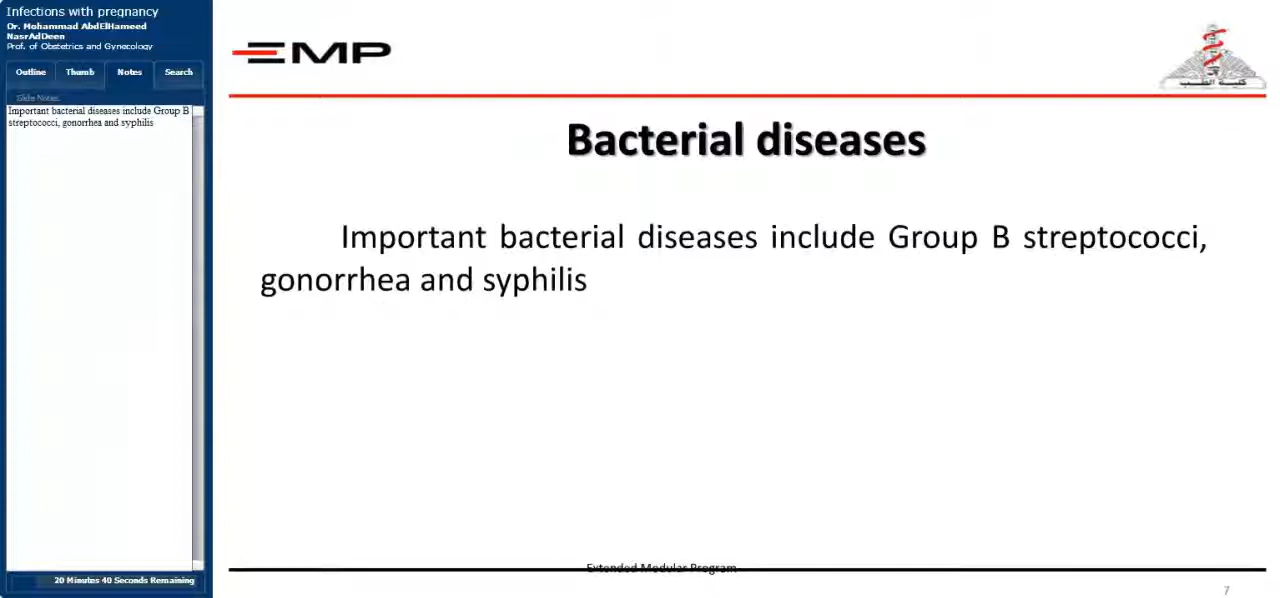 Infections with pregnancy
Dr. Mohammad AbdElHameed
NasrAdDeen
Prof. of Obstetrics and Gynecology
Outline Thumb Notes Search
Slide Notes
Important bacterial diseases include Group B
streptococci, gonorrhea and syphilis
20 Minutes 40 Seconds Remaining
EMP
كلية الطب
Bacterial diseases
Important bacterial diseases include Group B streptococci,
gonorrhea and syphilis
Extended Modular Program
7